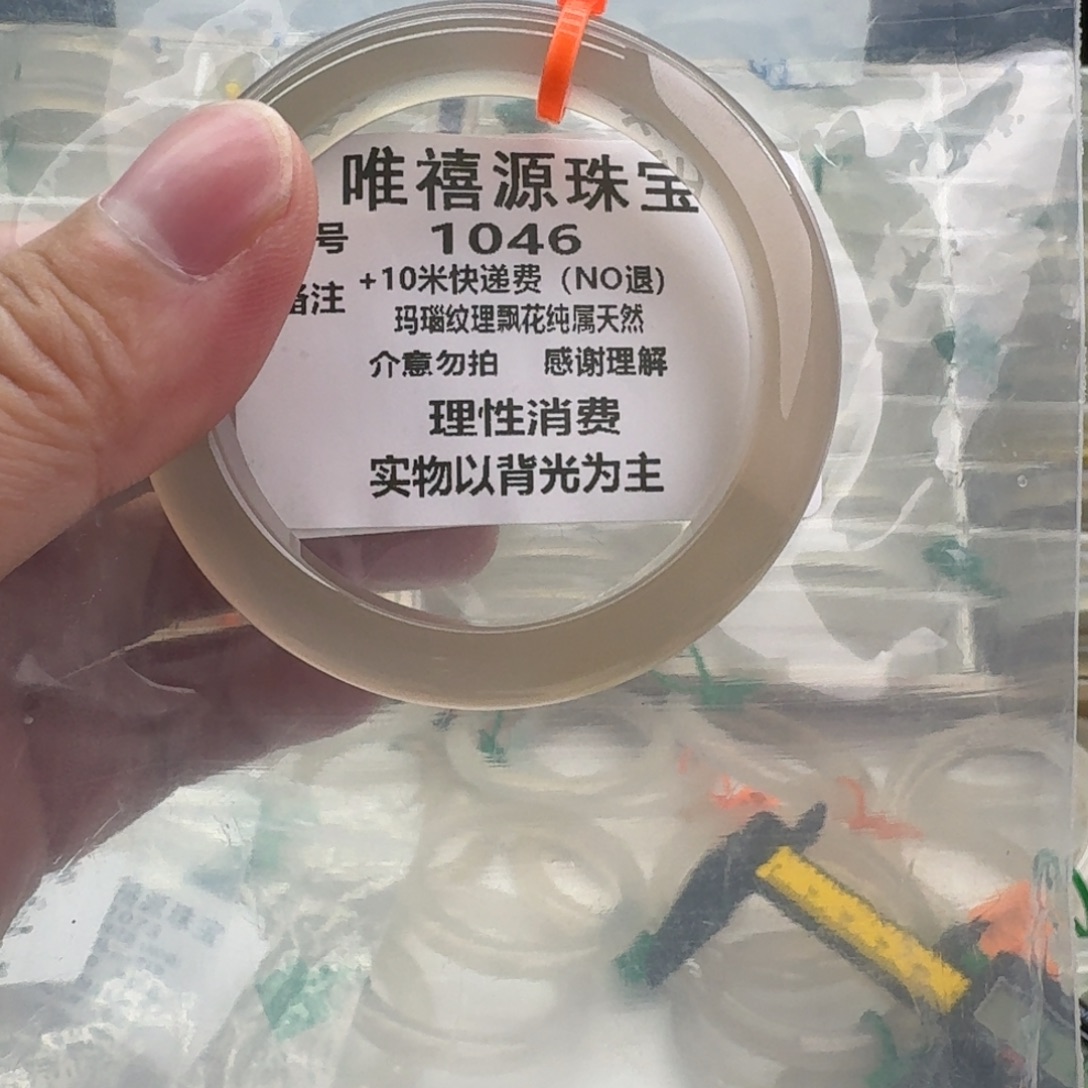 唯禧源珠宝
号 1046
备注 +10米快递费（NO退）
玛瑙纹理飘花纯属天然
介意勿拍 感谢理解
理性消费
实物以背光为主